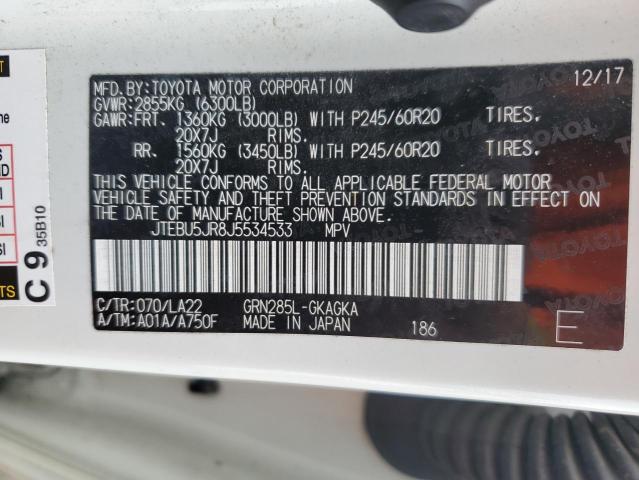 MFD.BY:TOYOTA MOTOR CORPORATION 12/17
GVWR:2855KG (6300LB)
GAWR:FRT. 1360KG (3000LB) WITH P245/60R20 TIRES.
20X7J RIMS.
RR. 1560KG (3450LB) WITH P245/60R20 TIRES.
20X7J RIMS.
THIS VEHICLE CONFORMS TO ALL APPLICABLE FEDERAL MOTOR
VEHICLE SAFETY AND THEFT PREVENTION STANDARDS IN EFFECT ON
THE DATE OF MANUFACTURE SHOWN ABOVE.
JTEBU5JR8J5534533 MPV
C/TR:070/LA22 GRN285L-GKAGKA
A/TM:A01A/A750F MADE IN JAPAN 186 E
C 9 35B10